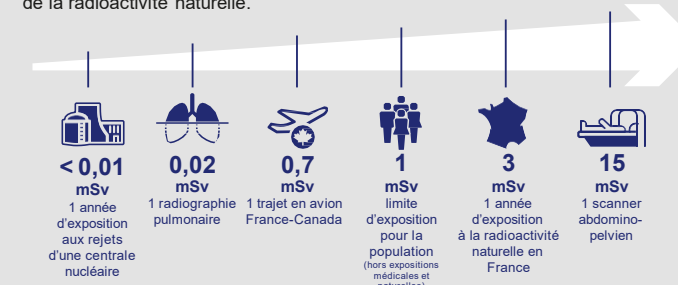 de la radioactivité naturelle.
< 0,01
mSv
1 année
d'exposition
aux rejets
d'une centrale
nucléaire
0,02
mSv
1 radiographie
pulmonaire
0,7
mSv
1 trajet en avion
France-Canada
1
mSv
limite
d'exposition
pour la
population
(hors expositions
médicales et
naturelles)
3
mSv
1 année
d'exposition
à la radioactivité
naturelle en
France
15
mSv
1 scanner
abdomino-
pelvien